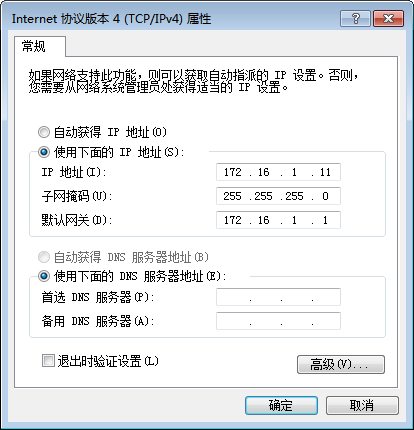 Internet 协议版本 4 (TCP/IPv4) 属性
常规
如果网络支持此功能，则可以获取自动指派的 IP 设置。否则，
您需要从网络系统管理员处获得适当的 IP 设置。
自动获得 IP 地址(O)
使用下面的 IP 地址(S):
IP 地址(I): 172 . 16 . 1 . 11
子网掩码(U): 255 . 255 . 255 . 0
默认网关(D): 172 . 16 . 1 . 1
自动获得 DNS 服务器地址(B)
使用下面的 DNS 服务器地址(E):
首选 DNS 服务器(P): . . .
备用 DNS 服务器(A): . . .
退出时验证设置(L)
高级(V)...
确定 取消